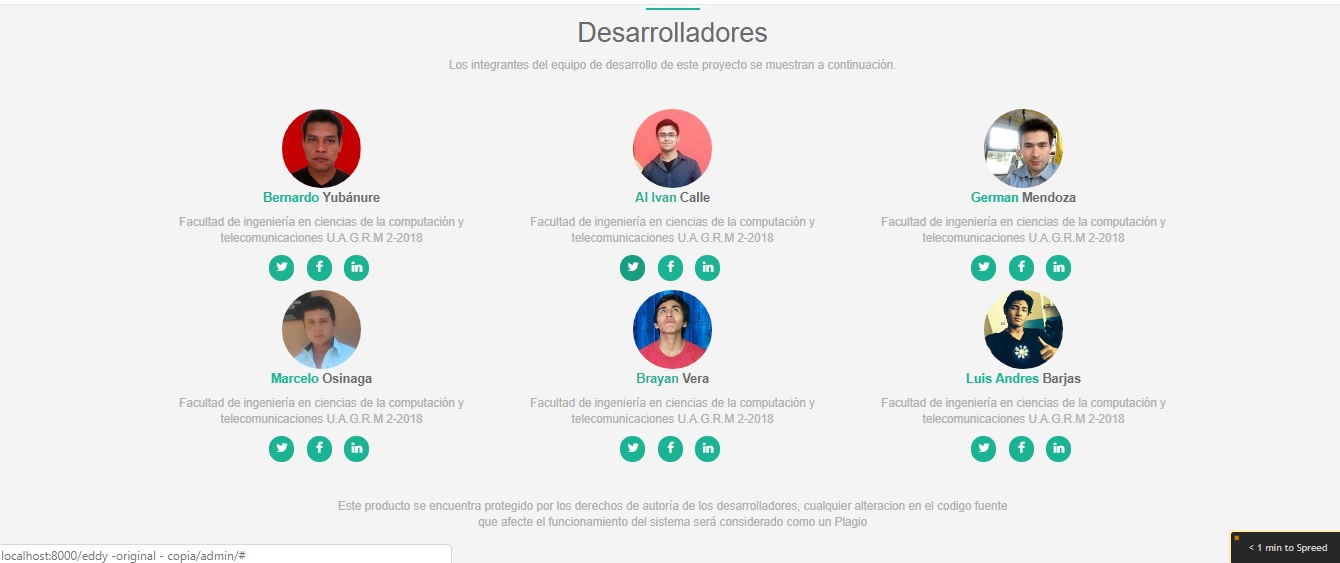 Desarrolladores
Los integrantes del equipo de desarrollo de este proyecto se muestran a continuación.
Bernardo Yubánure
Al Ivan Calle
German Mendoza
Facultad de ingeniería en ciencias de la computación y
telecomunicaciones U.A.G.R.M 2-2018
Facultad de ingeniería en ciencias de la computación y
telecomunicaciones U.A.G.R.M 2-2018
Facultad de ingeniería en ciencias de la computación y
telecomunicaciones U.A.G.R.M 2-2018
Marcelo Osinaga
Brayan Vera
Luis Andres Barjas
Facultad de ingeniería en ciencias de la computación y
telecomunicaciones U.A.G.R.M 2-2018
Facultad de ingeniería en ciencias de la computación y
telecomunicaciones U.A.G.R.M 2-2018
Facultad de ingeniería en ciencias de la computación y
telecomunicaciones U.A.G.R.M 2-2018
Este producto se encuentra protegido por los derechos de autoría de los desarrolladores, cualquier alteracion en el codigo fuente
que afecte el funcionamiento del sistema será considerado como un Plagio
localhost:8000/eddy -original - copia/admin/#
< 1 min to Spreed